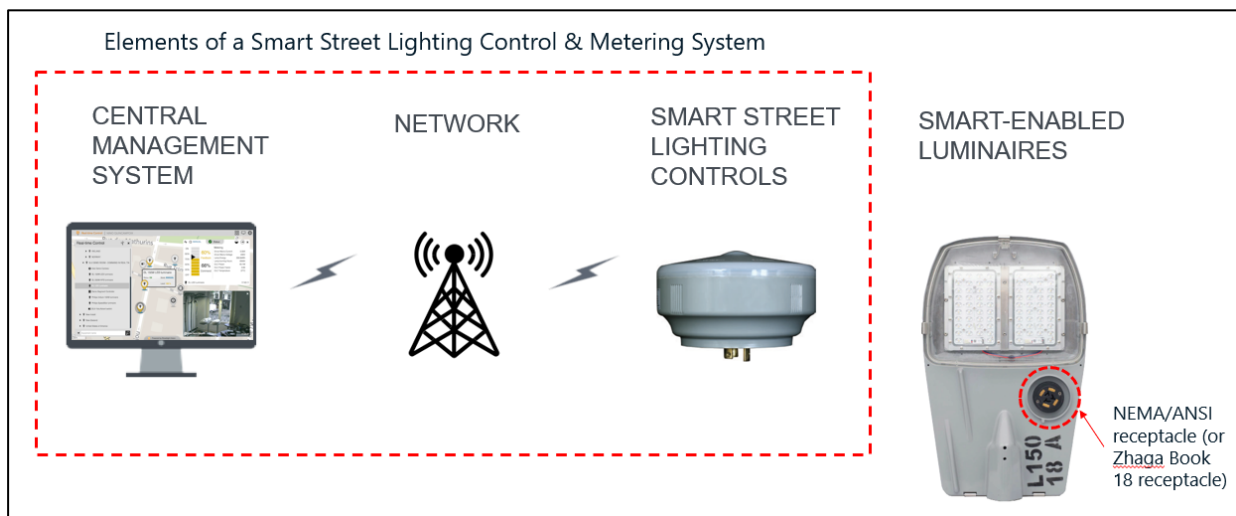 Elements of a Smart Street Lighting Control & Metering System
CENTRAL
MANAGEMENT
SYSTEM
NETWORK
SMART STREET
LIGHTING
CONTROLS
SMART-ENABLED
LUMINAIRES
NEMA/ANSI
receptacle (or
Zhaga Book
18 receptacle)
L150
18 A